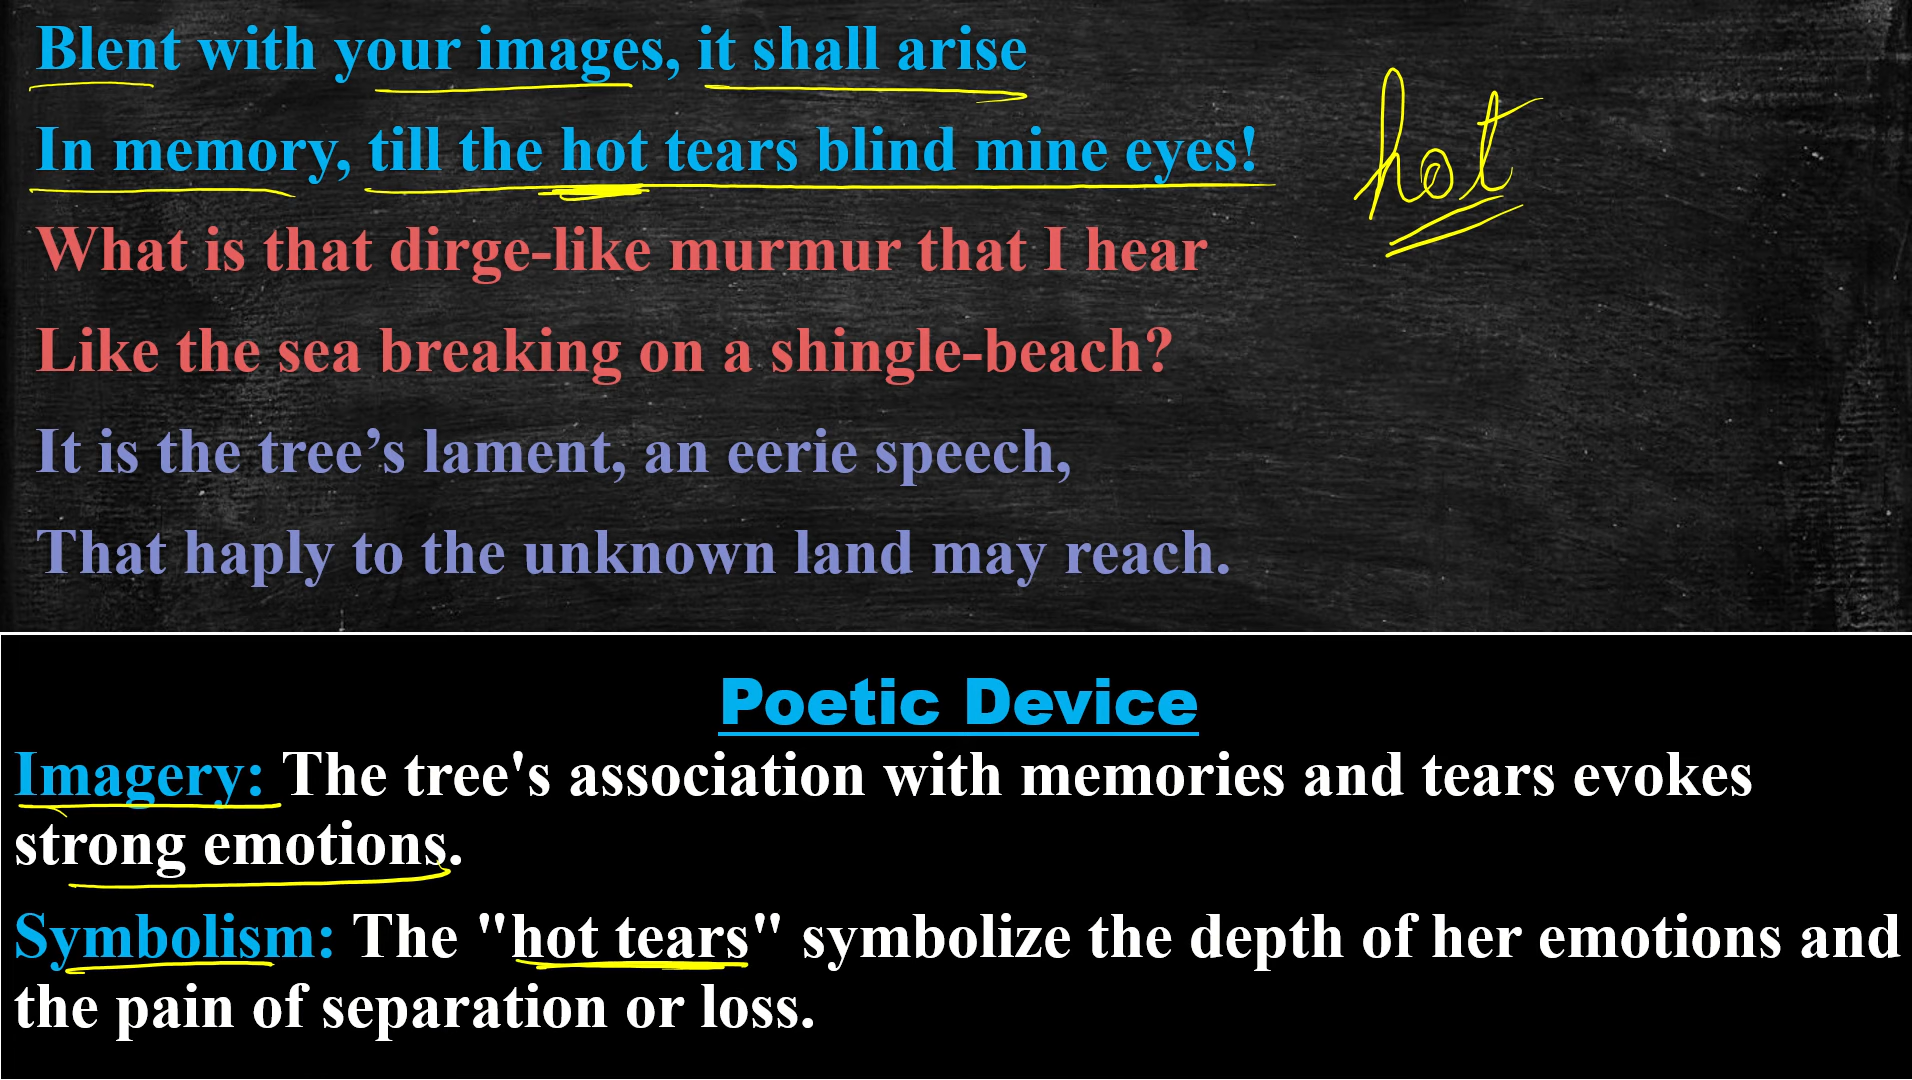 Blent with your images, it shall arise
hot
In memory, till the hot tears blind mine eyes!
What is that dirge-like murmur that I hear
Like the sea breaking on a shingle-beach?
It is the tree’s lament, an eerie speech,
That haply to the unknown land may reach.
Poetic Device
Imagery: The tree's association with memories and tears evokes
strong emotions.
Symbolism: The "hot tears" symbolize the depth of her emotions and
the pain of separation or loss.